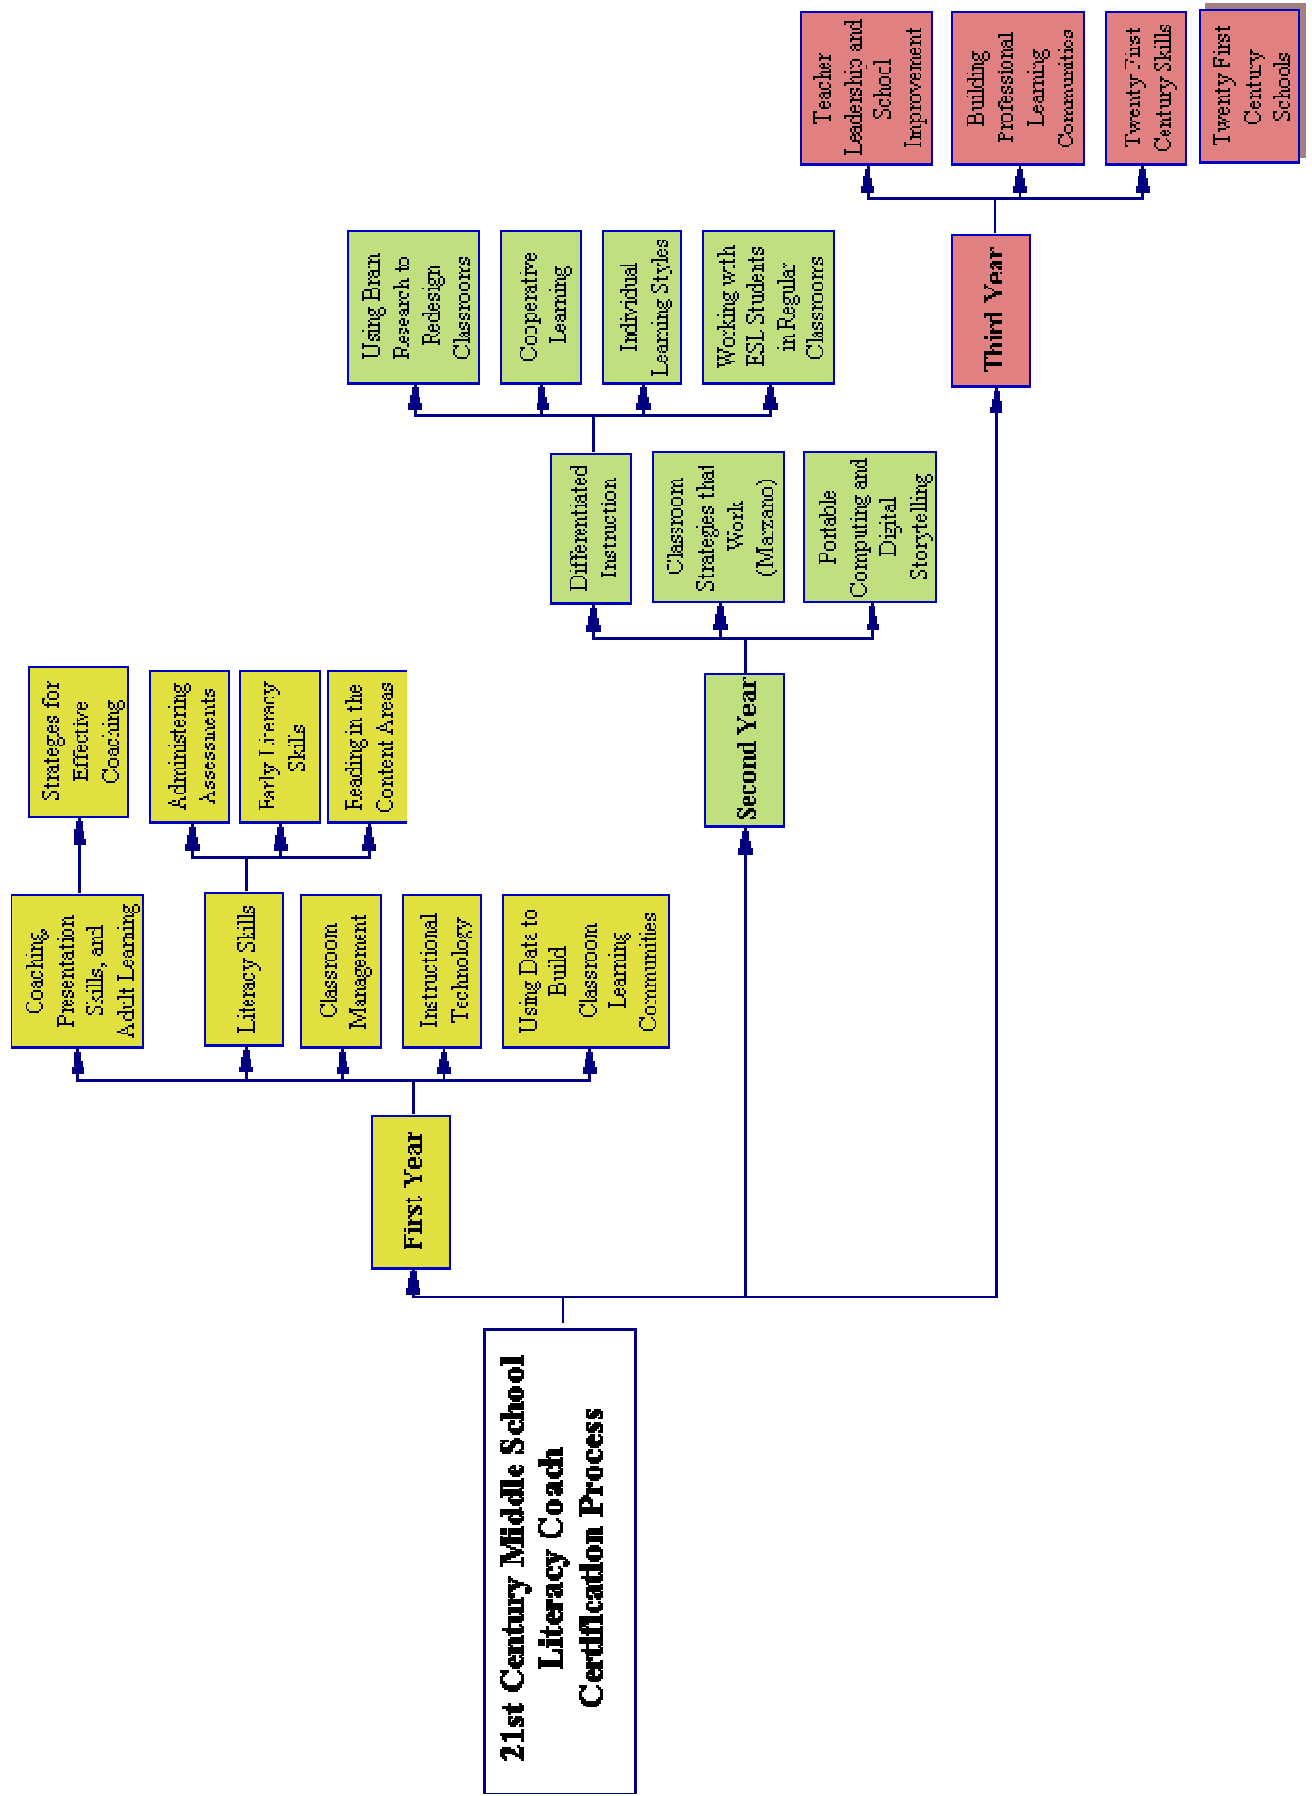 21st Century Middle School
Literacy Coach
Certification Process
First Year
Coaching,
Presentation
Skills, and
Adult Learning
Strateges for
Effective
Coaching
Literacy Skills
Administering
Assessments
Early Literacy
Skills
Reading in the
Content Areas
Classroom
Management
Instructional
Technology
Using Data to
Build
Classroom
Learning
Communities
Second Year
Differentiated
Instruction
Using Brain
Research to
Redesign
Classrooms
Cooperative
Learning
Individual
Learning Styles
Working with
ESL Students
in Regular
Classrooms
Classroom
Strategies that
Work
(Marzano)
Portable
Computing and
Digital
Storytelling
Third Year
Teacher
Leadership and
School
Improvement
Building
Professional
Learning
Communities
Twenty First
Century Skills
Twenty First
Century
Schools